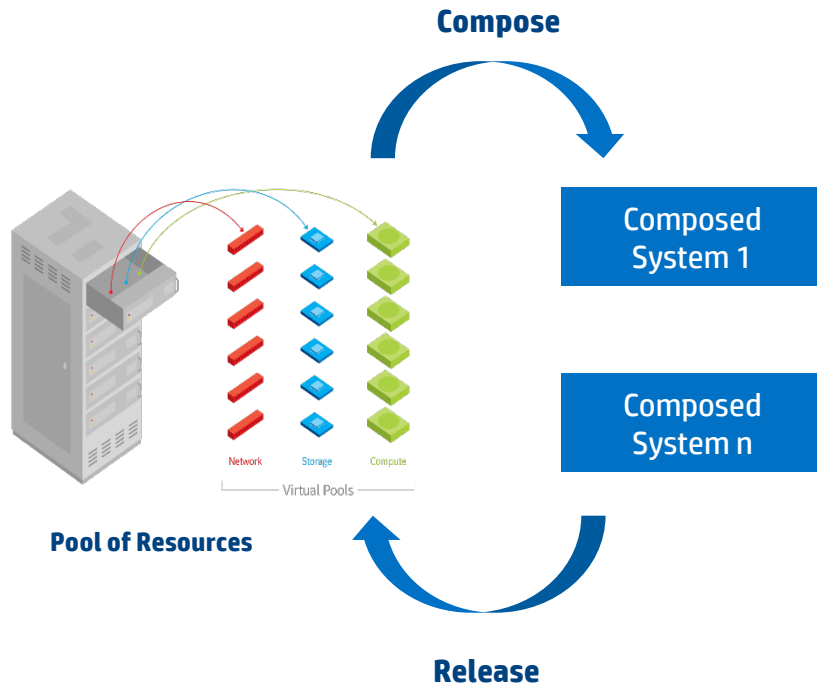 Compose
Composed
System 1
Composed
System n
Network Storage Compute
Virtual Pools
Pool of Resources
Release